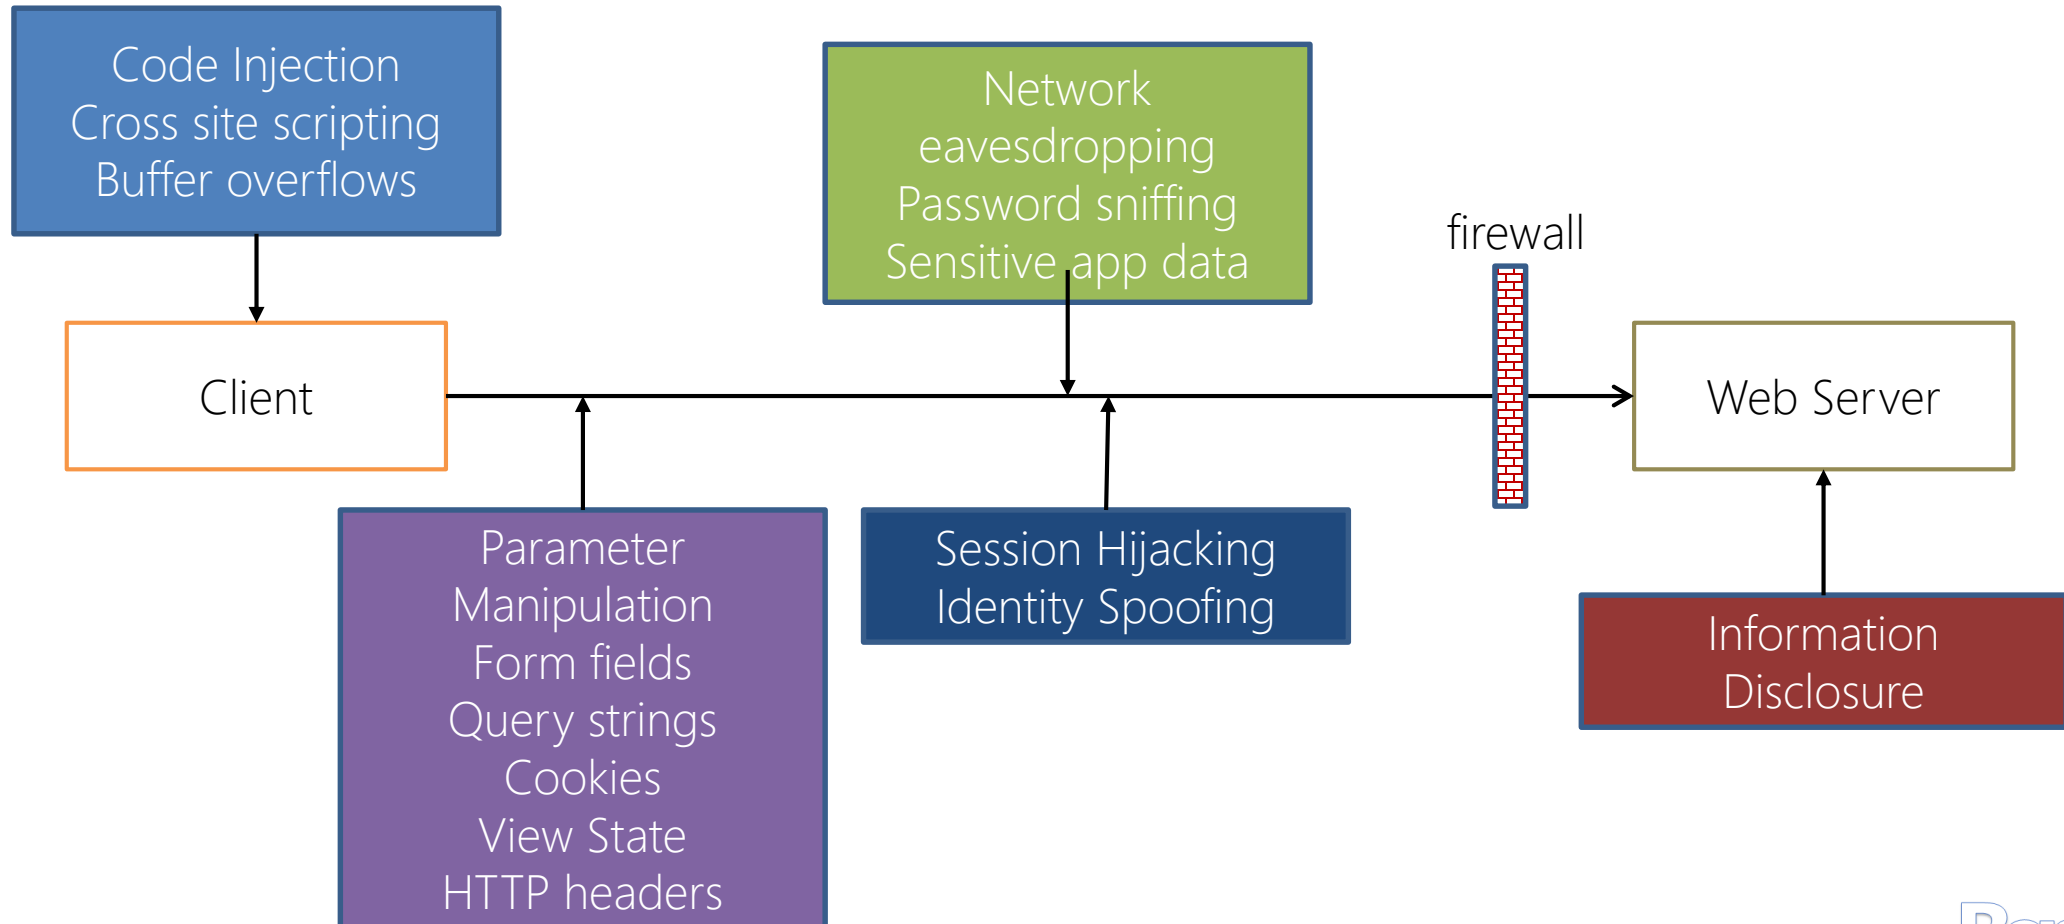 Code Injection
Cross site scripting
Buffer overflows
Network
eavesdropping
Password sniffing
Sensitive app data
firewall
Client
Web Server
Parameter
Manipulation
Form fields
Query strings
Cookies
View State
HTTP headers
Session Hijacking
Identity Spoofing
Information
Disclosure